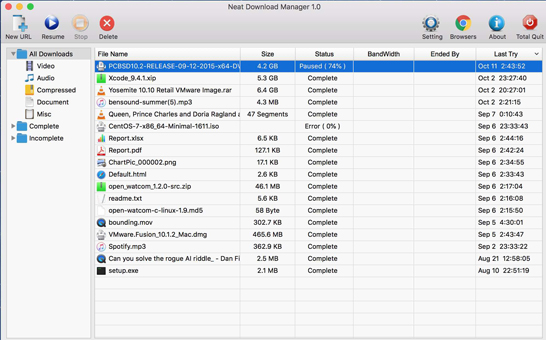 Neat Download Manager 1.0
New URL Resume Stop Delete Setting Browsers About Total Quit
All Downloads
Video
Audio
Compressed
Document
Misc
Complete
Incomplete
File Name Size Status BandWidth Ended By Last Try
PCBSD10.2-RELEASE-09-12-2015-x64-DV 4.2 GB Paused ( 74% ) Oct 11 2:43:52
Xcode_9.4.1.zip 5.3 GB Complete Oct 2 23:27:40
Yosemite 10.10 Retail VMware Image.rar 6.4 GB Complete Oct 2 20:27:01
bensound-summer(5).mp3 4.3 MB Complete Oct 2 2:21:15
Queen, Prince Charles and Doria Ragland a 47 Segments Complete Sep 7 0:10:43
CentOS-7-x86_64-Minimal-1611.iso Error ( 0% ) Sep 6 23:33:43
Report.xlsx 6.5 KB Complete Sep 6 2:44:16
Report.pdf 127.1 KB Complete Sep 6 2:42:24
ChartPic_000002.png 17.1 KB Complete Sep 6 2:34:55
Default.html 2.6 KB Complete Sep 6 2:33:43
open_watcom_1.2.0-src.zip 46.1 MB Complete Sep 6 2:17:04
readme.txt 5.6 KB Complete Sep 6 2:16:08
open-watcom-c-linux-1.9.md5 58 Byte Complete Sep 6 2:15:50
bounding.mov 302.7 KB Complete Sep 5 4:30:01
VMware.Fusion_10.1.2_Mac.dmg 465.6 MB Complete Sep 5 2:43:47
Spotify.mp3 362.9 KB Complete Sep 2 23:33:22
Can you solve the rogue AI riddle_ - Dan Fi 2.5 MB Complete Aug 21 12:58:05
setup.exe 2.1 MB Complete Aug 10 22:51:19